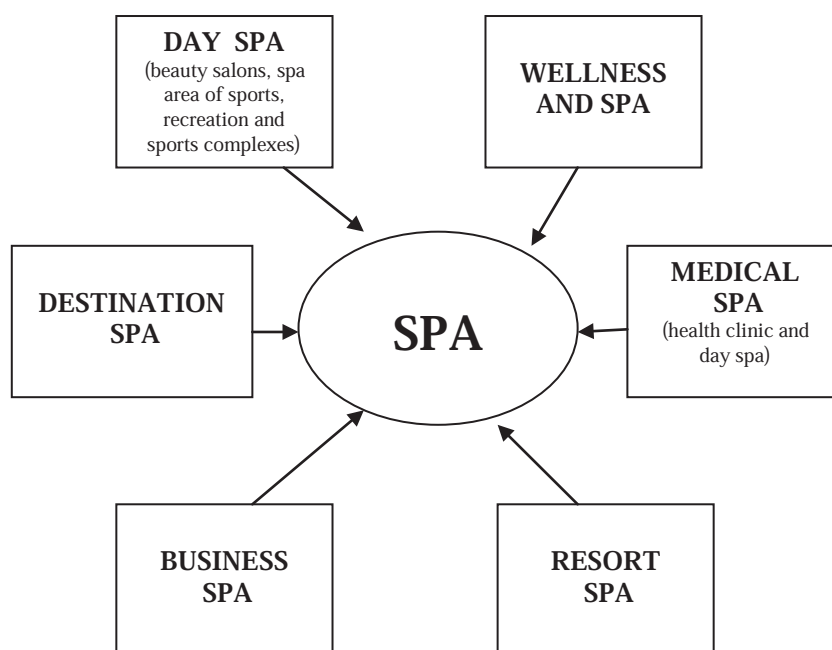 DAY SPA
(beauty salons, spa
area of sports,
recreation and
sports complexes)
WELLNESS
AND SPA
DESTINATION
SPA
SPA
MEDICAL
SPA
(health clinic and
day spa)
BUSINESS
SPA
RESORT
SPA